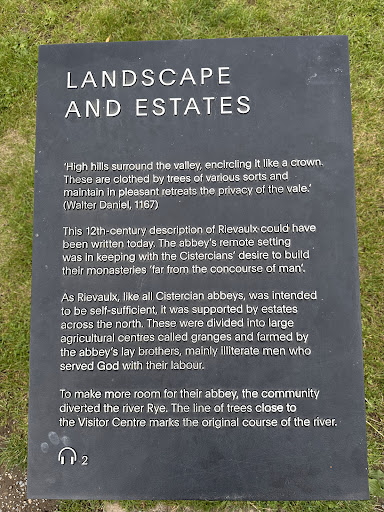 LANDSCAPE
AND ESTATES
'High hills surround the valley, encircling it like a crown.
These are clothed by trees of various sorts and
maintain in pleasant retreats the privacy of the vale.'
(Walter Daniel, 1167)
This 12th-century description of Rievaulx could have
been written today. The abbey's remote setting
was in keeping with the Cistercians' desire to build
their monasteries 'far from the concourse of man'.
As Rievaulx, like all Cistercian abbeys, was intended
to be self-sufficient, it was supported by estates
across the north. These were divided into large
agricultural centres called granges and farmed by
the abbey's lay brothers, mainly illiterate men who
served God with their labour.
To make more room for their abbey, the community
diverted the river Rye. The line of trees close to
the Visitor Centre marks the original course of the river.
2